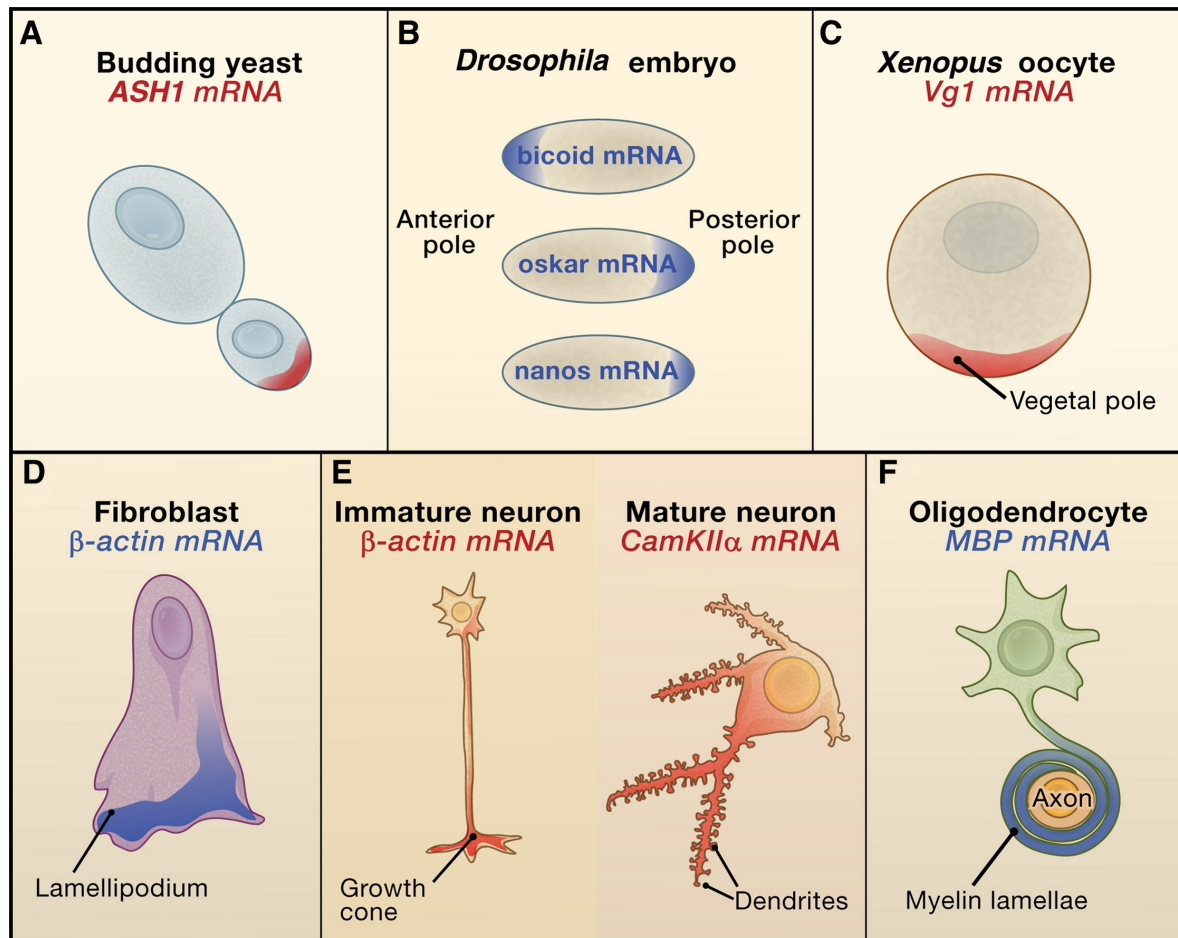 A
Budding yeast
ASH1 mRNA
B
Drosophila embryo
bicoid mRNA
Anterior
pole
Posterior
pole
oskar mRNA
nanos mRNA
C
Xenopus oocyte
Vg1 mRNA
Vegetal pole
D
Fibroblast
β-actin mRNA
Lamellipodium
E
Immature neuron
β-actin mRNA
Growth
cone
Mature neuron
CamKIIα mRNA
Dendrites
F
Oligodendrocyte
MBP mRNA
Axon
Myelin lamellae